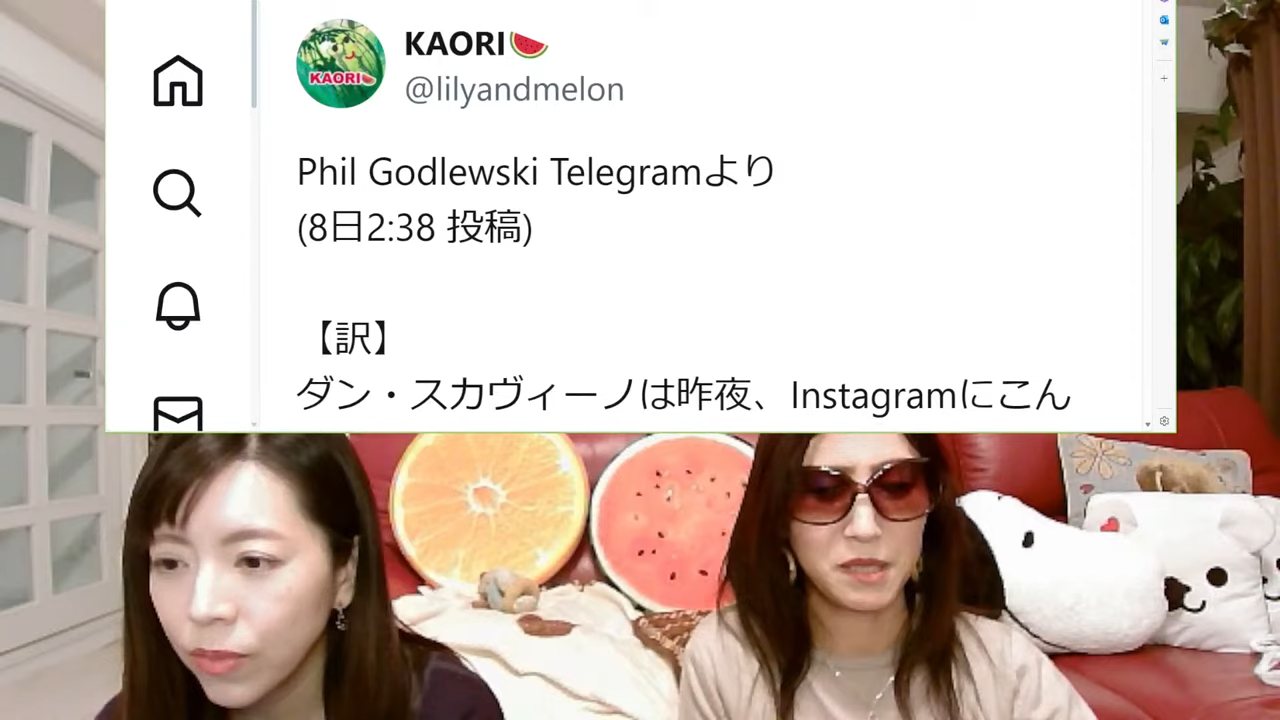 KAORI🍉
KAORI
@lilyandmelon
Phil Godlewski Telegramより
(8日2:38 投稿)
【訳】
ダン・スカヴィーノは昨夜、Instagramにこん